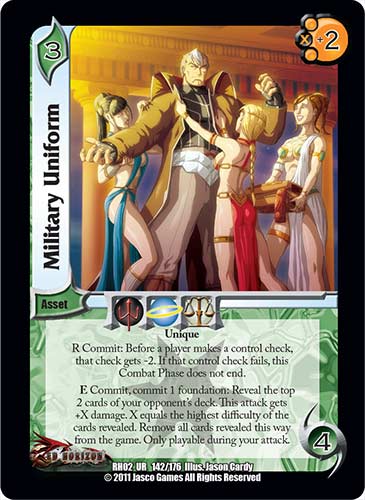 3
+2
Military Uniform
Asset
Unique
R Commit: Before a player makes a control check,
that check gets -2. If that control check fails, this
Combat Phase does not end.
E Commit, commit 1 foundation: Reveal the top
2 cards of your opponent's deck. This attack gets
+X damage. X equals the highest difficulty of the
cards revealed. Remove all cards revealed this way
from the game. Only playable during your attack.
4
RED HORIZON
RH02 UR 142/176 Illus. Jason Cardy
© 2011 Jasco Games All Rights Reserved